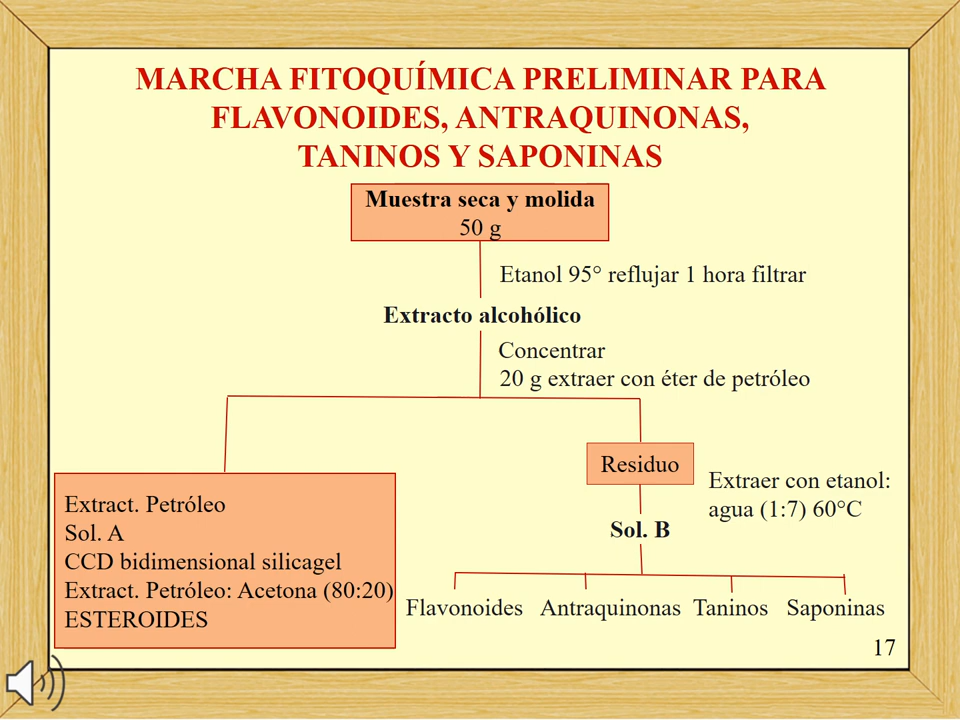 MARCHA FITOQUÍMICA PRELIMINAR PARA
FLAVONOIDES, ANTRAQUINONAS,
TANINOS Y SAPONINAS
Muestra seca y molida
50 g
Etanol 95° reflujar 1 hora filtrar
Extracto alcohólico
Concentrar
20 g extraer con éter de petróleo
Residuo
Extraer con etanol:
agua (1:7) 60°C
Sol. B
Extract. Petróleo
Sol. A
CCD bidimensional silicagel
Extract. Petróleo: Acetona (80:20)
ESTEROIDES
Flavonoides Antraquinonas Taninos Saponinas
17